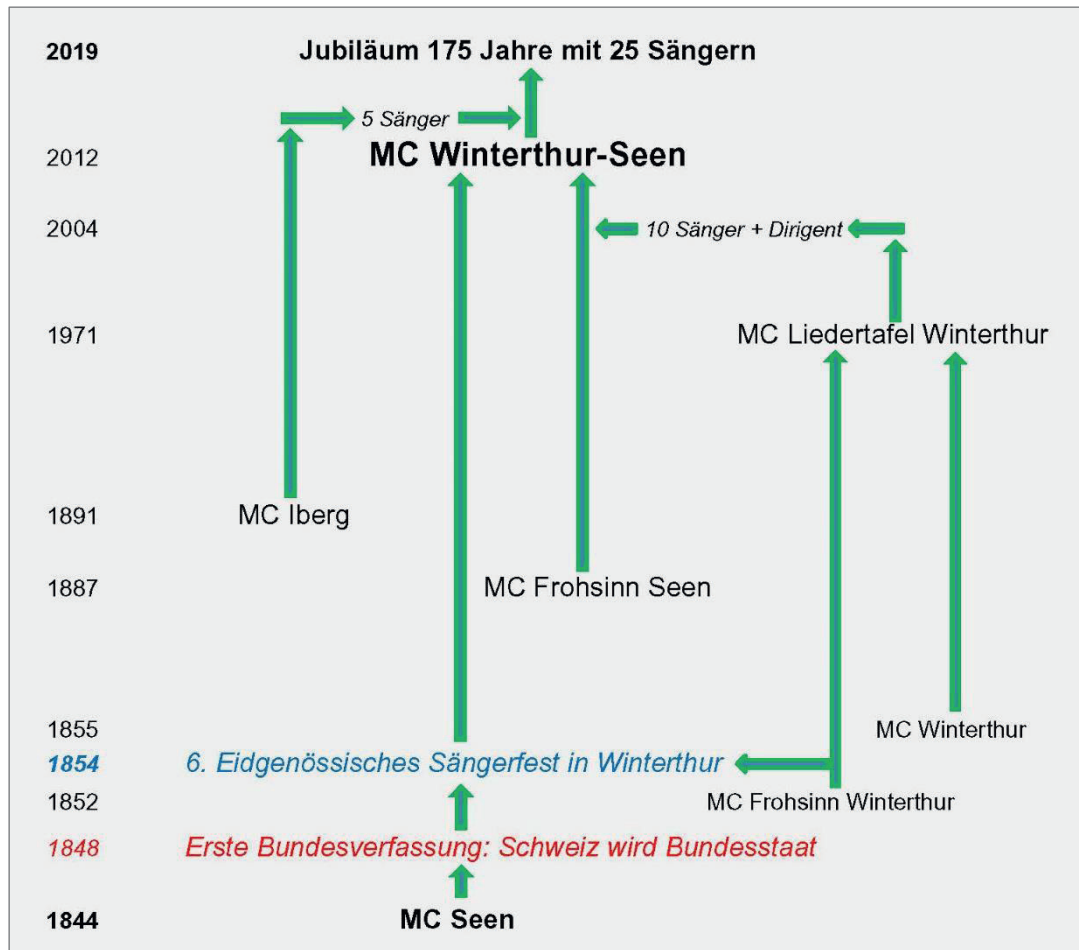 2019 Jubiläum 175 Jahre mit 25 Sängern
5 Sänger
2012 MC Winterthur-Seen
2004 10 Sänger + Dirigent
1971 MC Liedertafel Winterthur
1891 MC Iberg
1887 MC Frohsinn Seen
1855 MC Winterthur
1854 6. Eidgenössisches Sängerfest in Winterthur
1852 MC Frohsinn Winterthur
1848 Erste Bundesverfassung: Schweiz wird Bundesstaat
1844 MC Seen